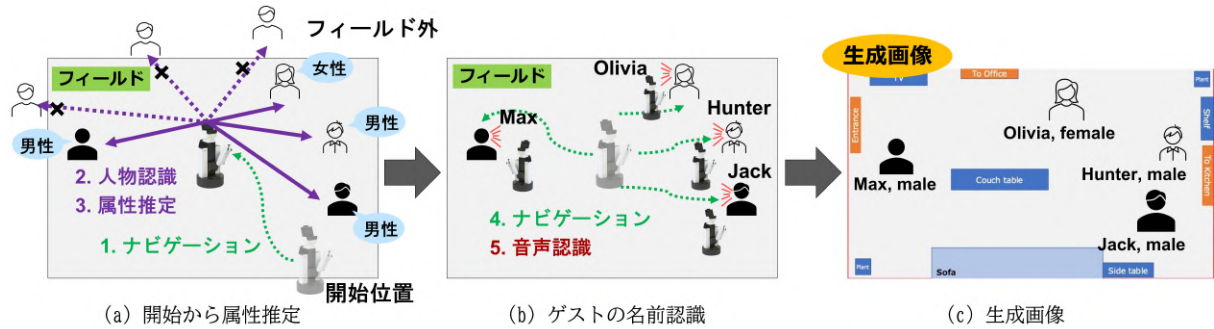 フィールド外
フィールド
女性
男性
男性
2. 人物認識
3. 属性推定
男性
1. ナビゲーション
開始位置
(a) 開始から属性推定
フィールド
Olivia
Max
Hunter
Jack
4. ナビゲーション
5. 音声認識
(b) ゲストの名前認識
生成画像
TV
To Office
Plant
Entrance
Shelf
Olivia, female
Max, male
Couch table
Hunter, male
To Kitchen
Jack, male
Plant
Sofa
Side table
(c) 生成画像